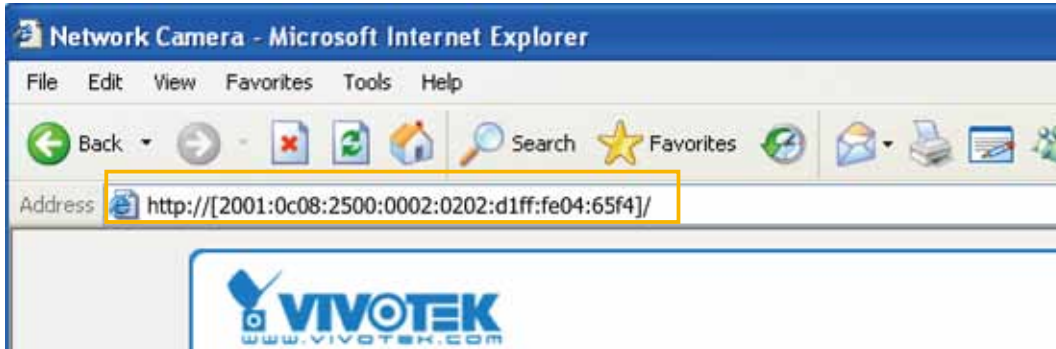 Network Camera - Microsoft Internet Explorer
File Edit View Favorites Tools Help
Back Search Favorites
Address http://[2001:0c08:2500:0002:0202:d1ff:fe04:65f4]/
VIVOTEK
www.vivotek.com